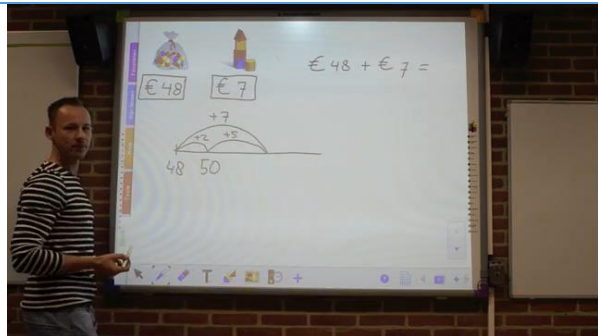 € 48 + € 7 =
€ 48 € 7
+7
+2 +5
48 50
T